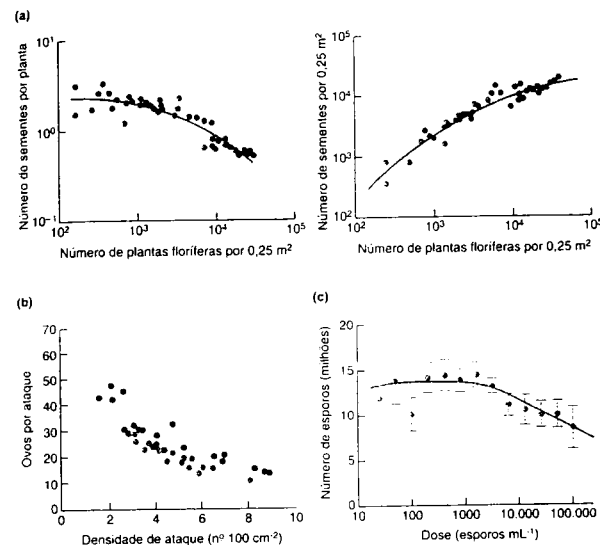 (a)
Número do sementes por planta
10¹
10⁰
10⁻¹
10² 10³ 10⁴ 10⁵
Número de plantas floríferas por 0,25 m²
Número de sementes por 0,25 m²
10⁵
10⁴
10³
10²
10² 10³ 10⁴ 10⁵
Número de plantas floríferas por 0,25 m²
(b)
Ovos por ataque
70
60
50
40
30
20
10
0
0 2 4 6 8 10
Densidade de ataque (nº 100 cm⁻²)
(c)
Número de esporos (milhões)
20
15
10
5
0
10 100 1.000 10.000 100.000
Dose (esporos mL⁻¹)